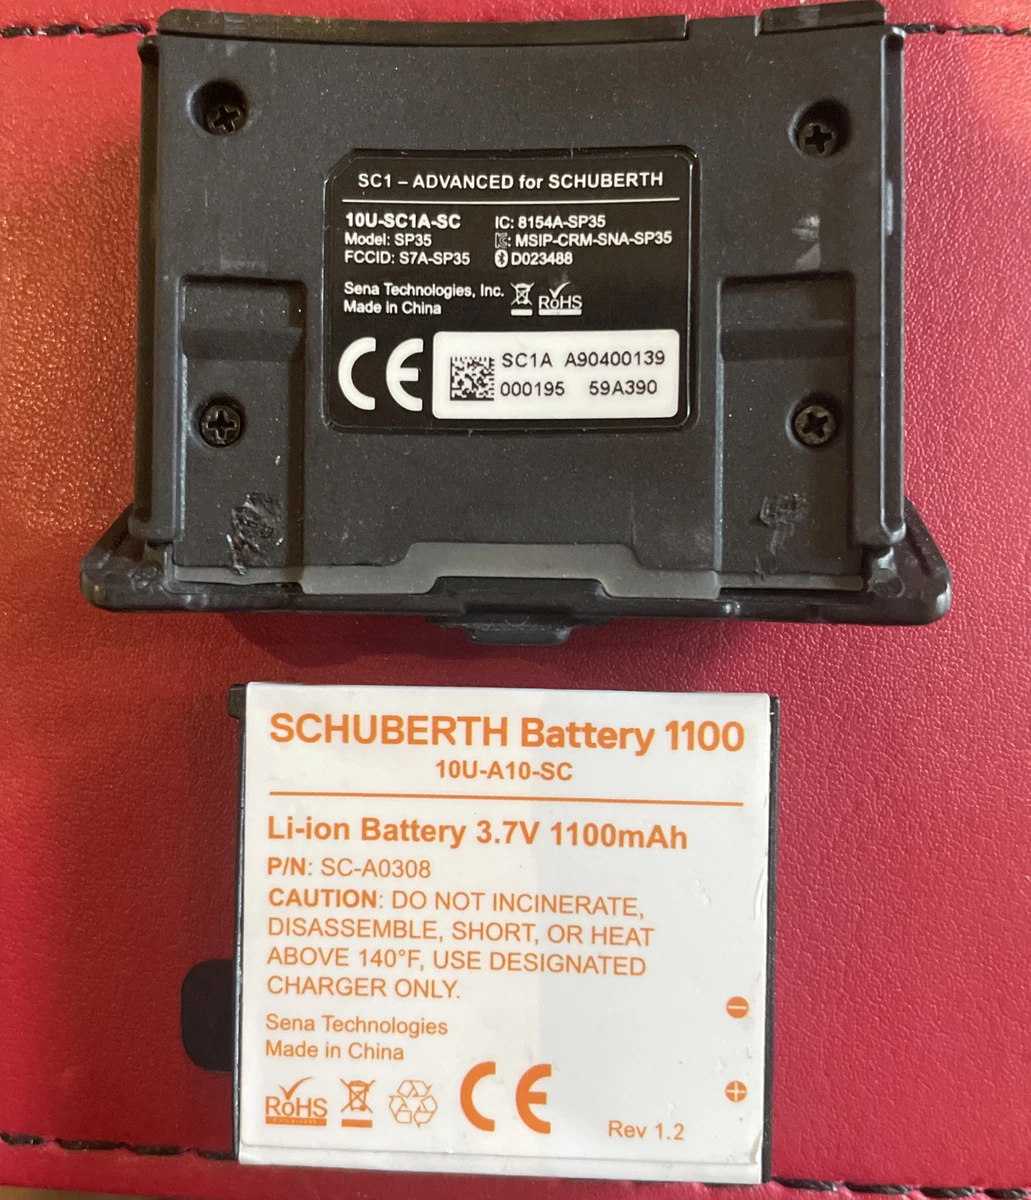 SC1 – ADVANCED for SCHUBERTH
10U-SC1A-SC
Model: SP35
FCCID: S7A-SP35
IC: 8154A-SP35
: MSIP-CRM-SNA-SP35
D023488
Sena Technologies, Inc.
Made in China
RoHS
CE
SC1A A90400139
000195 59A390
SCHUBERTH Battery 1100
10U-A10-SC
Li-ion Battery 3.7V 1100mAh
P/N: SC-A0308
CAUTION: DO NOT INCINERATE,
DISASSEMBLE, SHORT, OR HEAT
ABOVE 140°F, USE DESIGNATED
CHARGER ONLY.
Sena Technologies
Made in China
RoHS
Compliant
CE
Rev 1.2